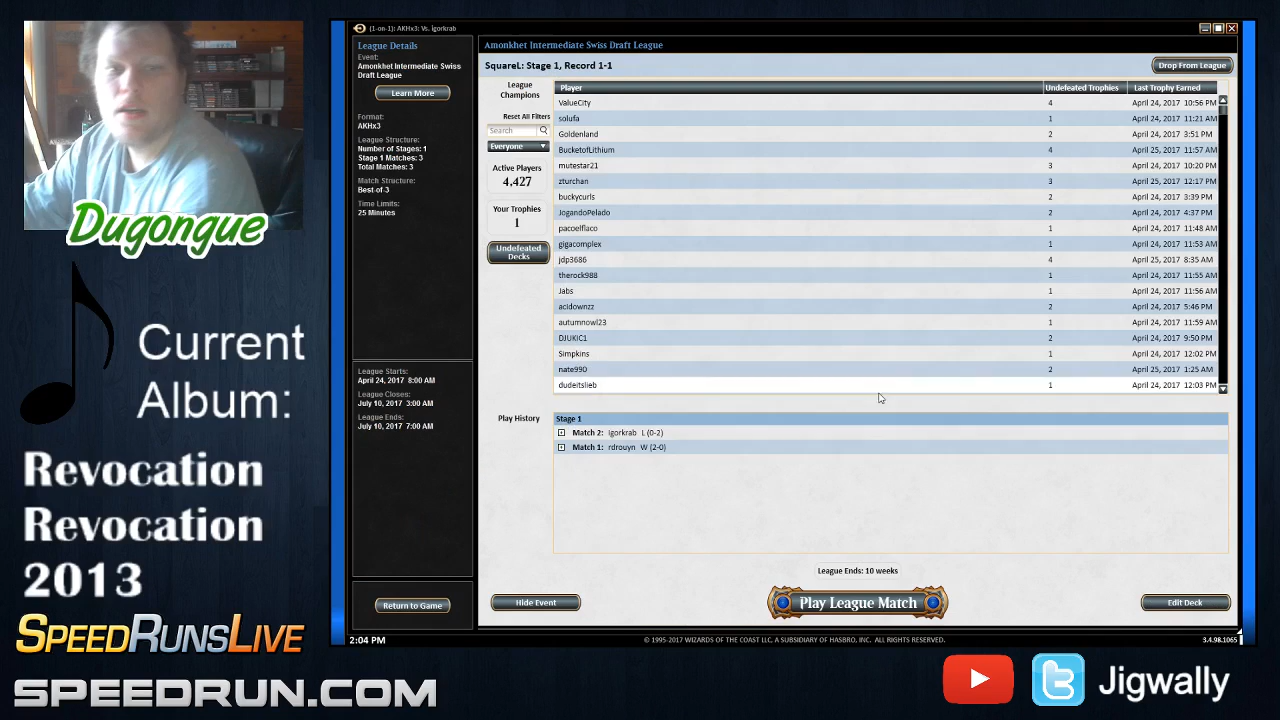 Dugongue
Current
Album:
Revocation
Revocation
2013
SPEEDRUNSLIVE
SPEEDRUN.COM
(1-on-1): AKHx3: Vs. igorkrab
League Details
Event:
Amonkhet Intermediate Swiss
Draft League
Learn More
Format:
AKHx3
League Structure:
Number of Stages: 1
Stage 1 Matches: 3
Total Matches: 3
Match Structure:
Best-of-3
Time Limits:
25 Minutes
League Starts:
April 24, 2017 8:00 AM
League Closes:
July 10, 2017 3:00 AM
League Ends:
July 10, 2017 7:00 AM
Return to Game
Amonkhet Intermediate Swiss Draft League
SquareL: Stage 1, Record 1-1
Drop From League
League
Champions
Reset All Filters
Search
Everyone
Active Players
4,427
Your Trophies
1
Undefeated
Decks
Player Undefeated Trophies Last Trophy Earned
ValueCity 4 April 24, 2017 10:56 PM
solufa 1 April 24, 2017 11:21 AM
Goldenland 2 April 24, 2017 3:51 PM
BucketofLithium 4 April 25, 2017 11:57 AM
mutestar21 3 April 24, 2017 10:20 PM
zturchan 3 April 25, 2017 12:17 PM
buckycurls 2 April 24, 2017 3:39 PM
JogandoPelado 2 April 24, 2017 4:37 PM
pacoelflaco 1 April 24, 2017 11:48 AM
gigacomplex 1 April 24, 2017 11:53 AM
jdp3686 4 April 25, 2017 8:35 AM
therock988 1 April 24, 2017 11:55 AM
Jabs 1 April 24, 2017 11:56 AM
acidownzz 2 April 24, 2017 5:46 PM
autumnowl23 1 April 24, 2017 11:59 AM
DJUKIC1 2 April 24, 2017 9:50 PM
Simpkins 1 April 24, 2017 12:02 PM
nate990 2 April 25, 2017 1:25 AM
dudeitslieb 1 April 24, 2017 12:03 PM
Play History
Stage 1
Match 2: igorkrab L (0-2)
Match 1: rdrouyn W (2-0)
League Ends: 10 weeks
Hide Event
Play League Match
Edit Deck
2:04 PM
© 1995-2017 WIZARDS OF THE COAST LLC, A SUBSIDIARY OF HASBRO, INC. ALL RIGHTS RESERVED.
3.4.98.1065
Jigwally